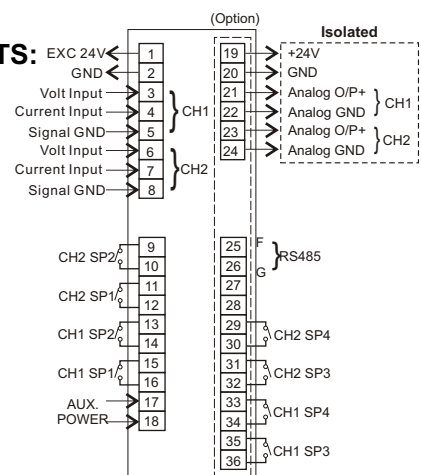 (Option)
Isolated
TS:
EXC 24V 1
GND 2
Volt Input 3
Current Input 4 CH1
Signal GND 5
Volt Input 6
Current Input 7 CH2
Signal GND 8
19 +24V
20 GND
21 Analog O/P+
22 Analog GND CH1
23 Analog O/P+
24 Analog GND CH2
CH2 SP2 9
10
CH2 SP1 11
12
CH1 SP2 13
14
CH1 SP1 15
16
AUX. 17
POWER 18
25 F
RS485
26 G
27
28
29
30 CH2 SP4
31
32 CH2 SP3
33
34 CH1 SP4
35
36 CH1 SP3